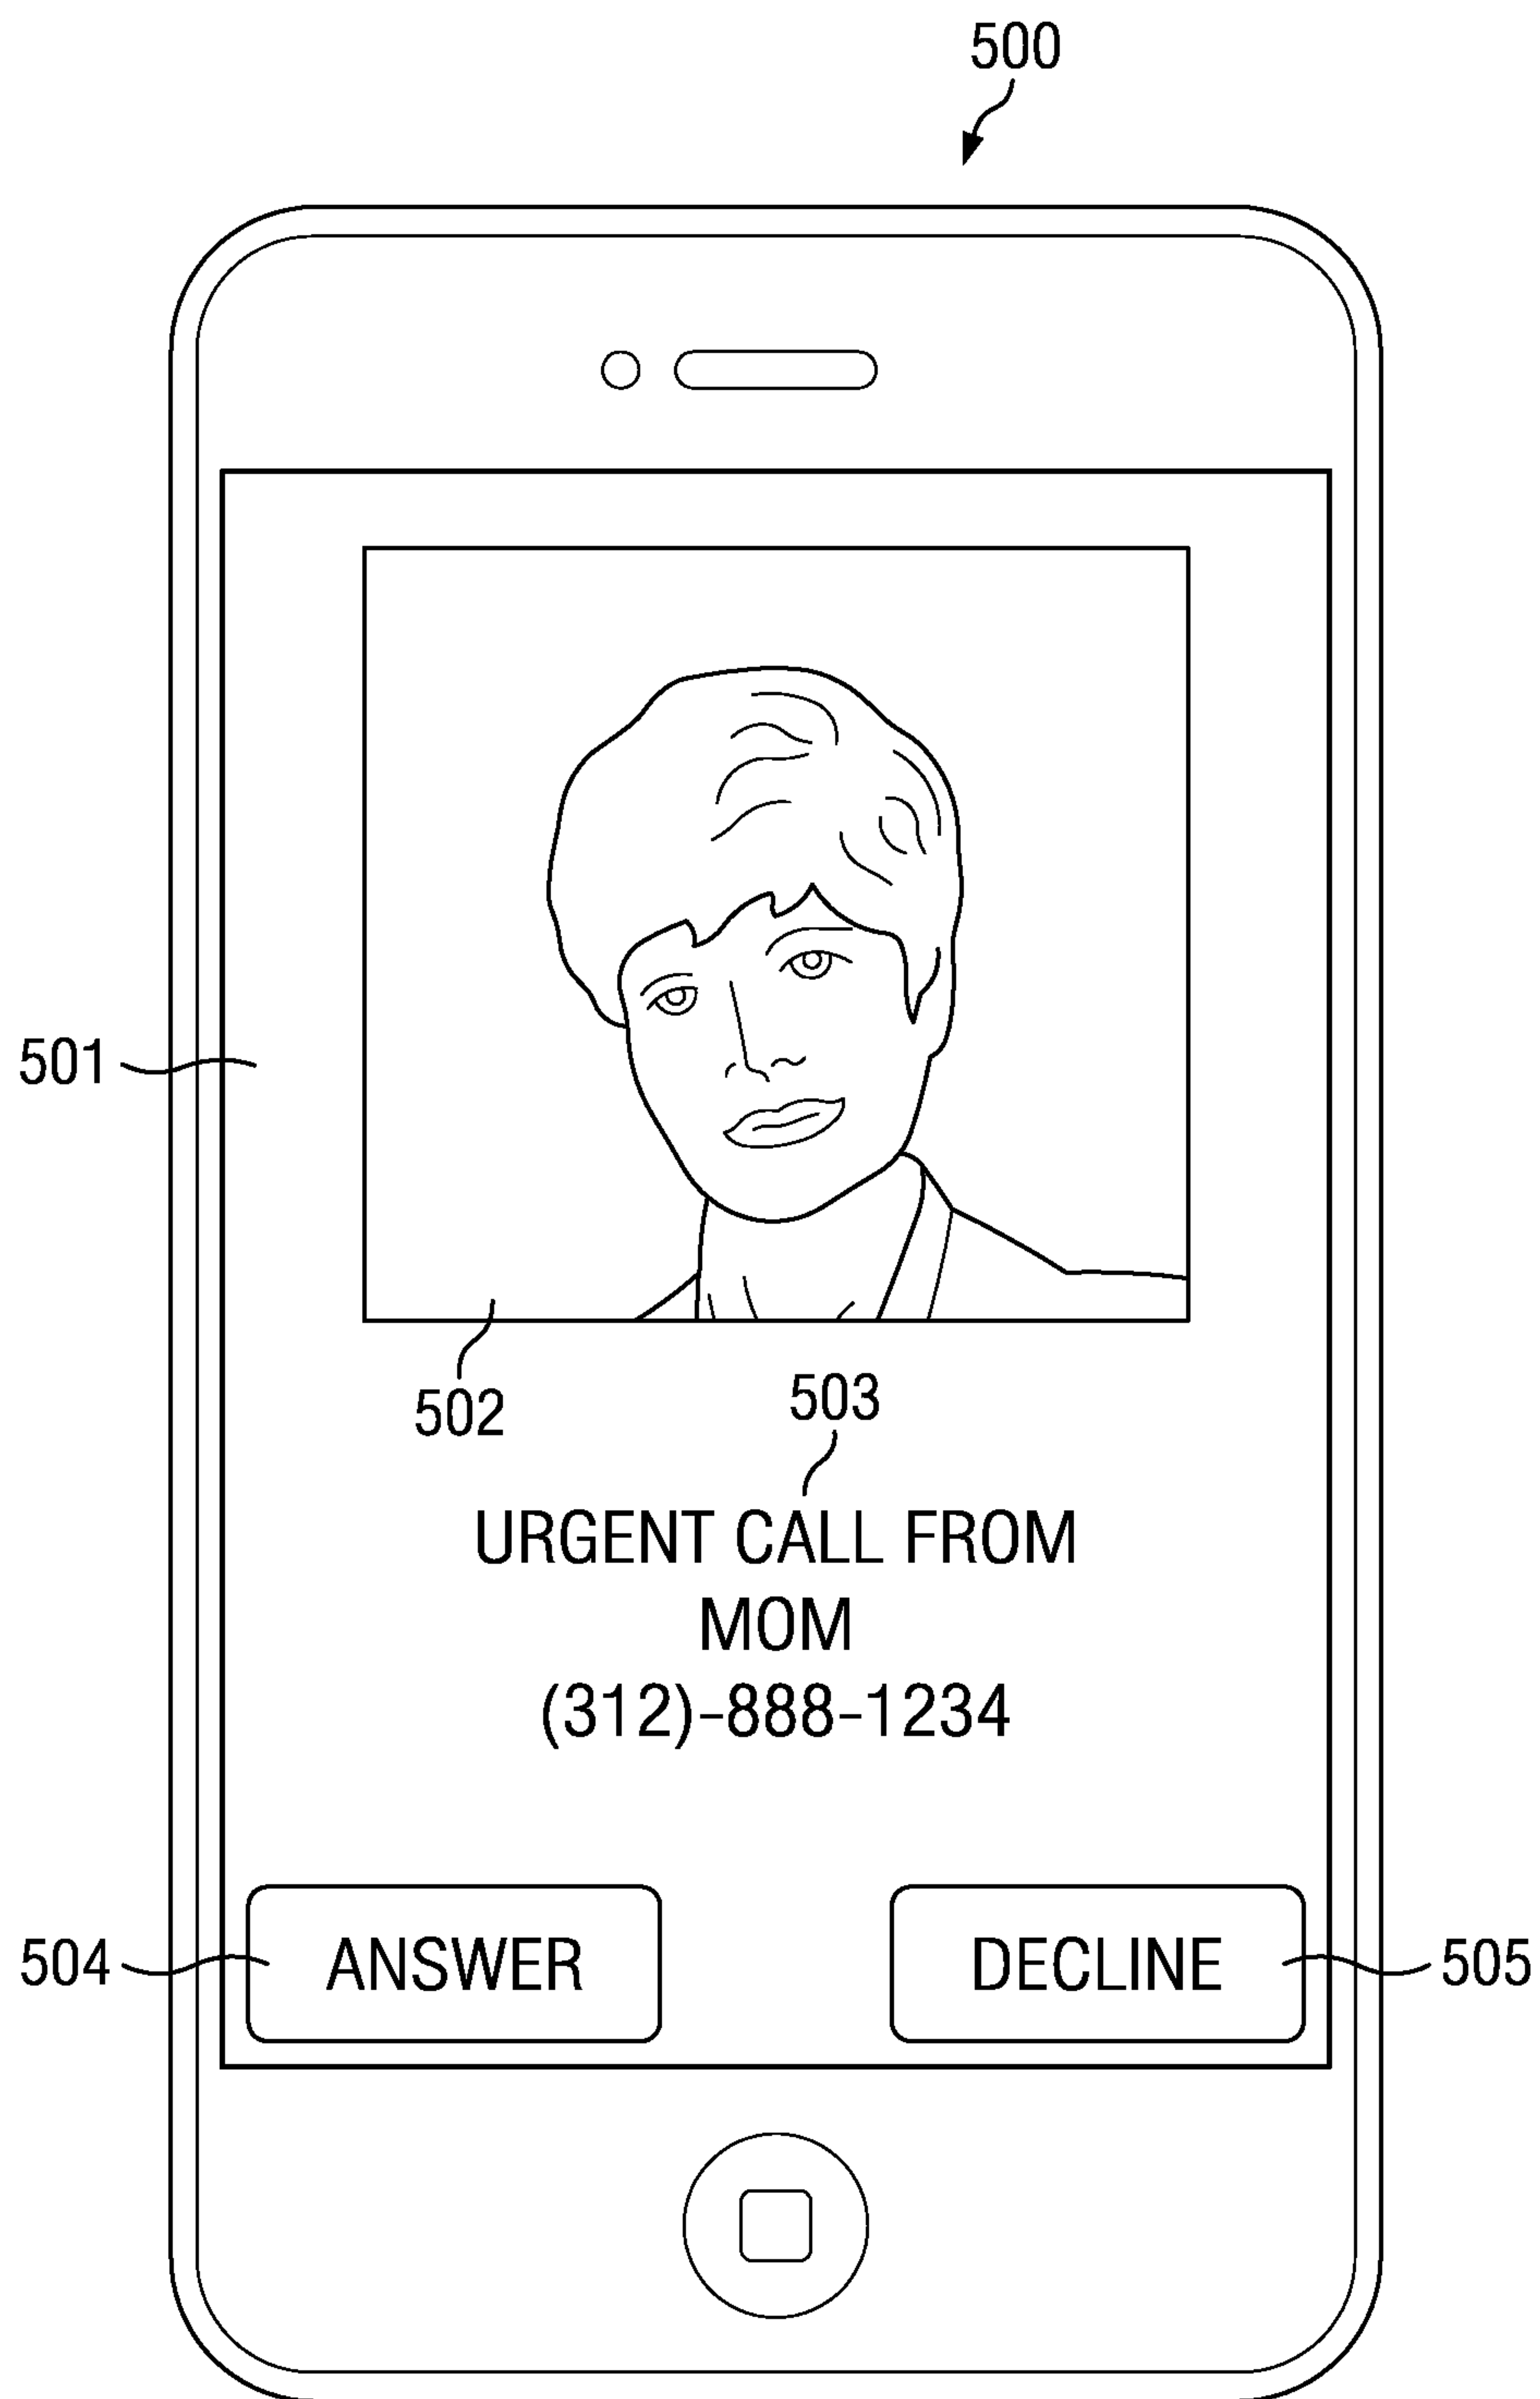 500
501
502
503
URGENT CALL FROM
MOM
(312)-888-1234
504
ANSWER
DECLINE
505